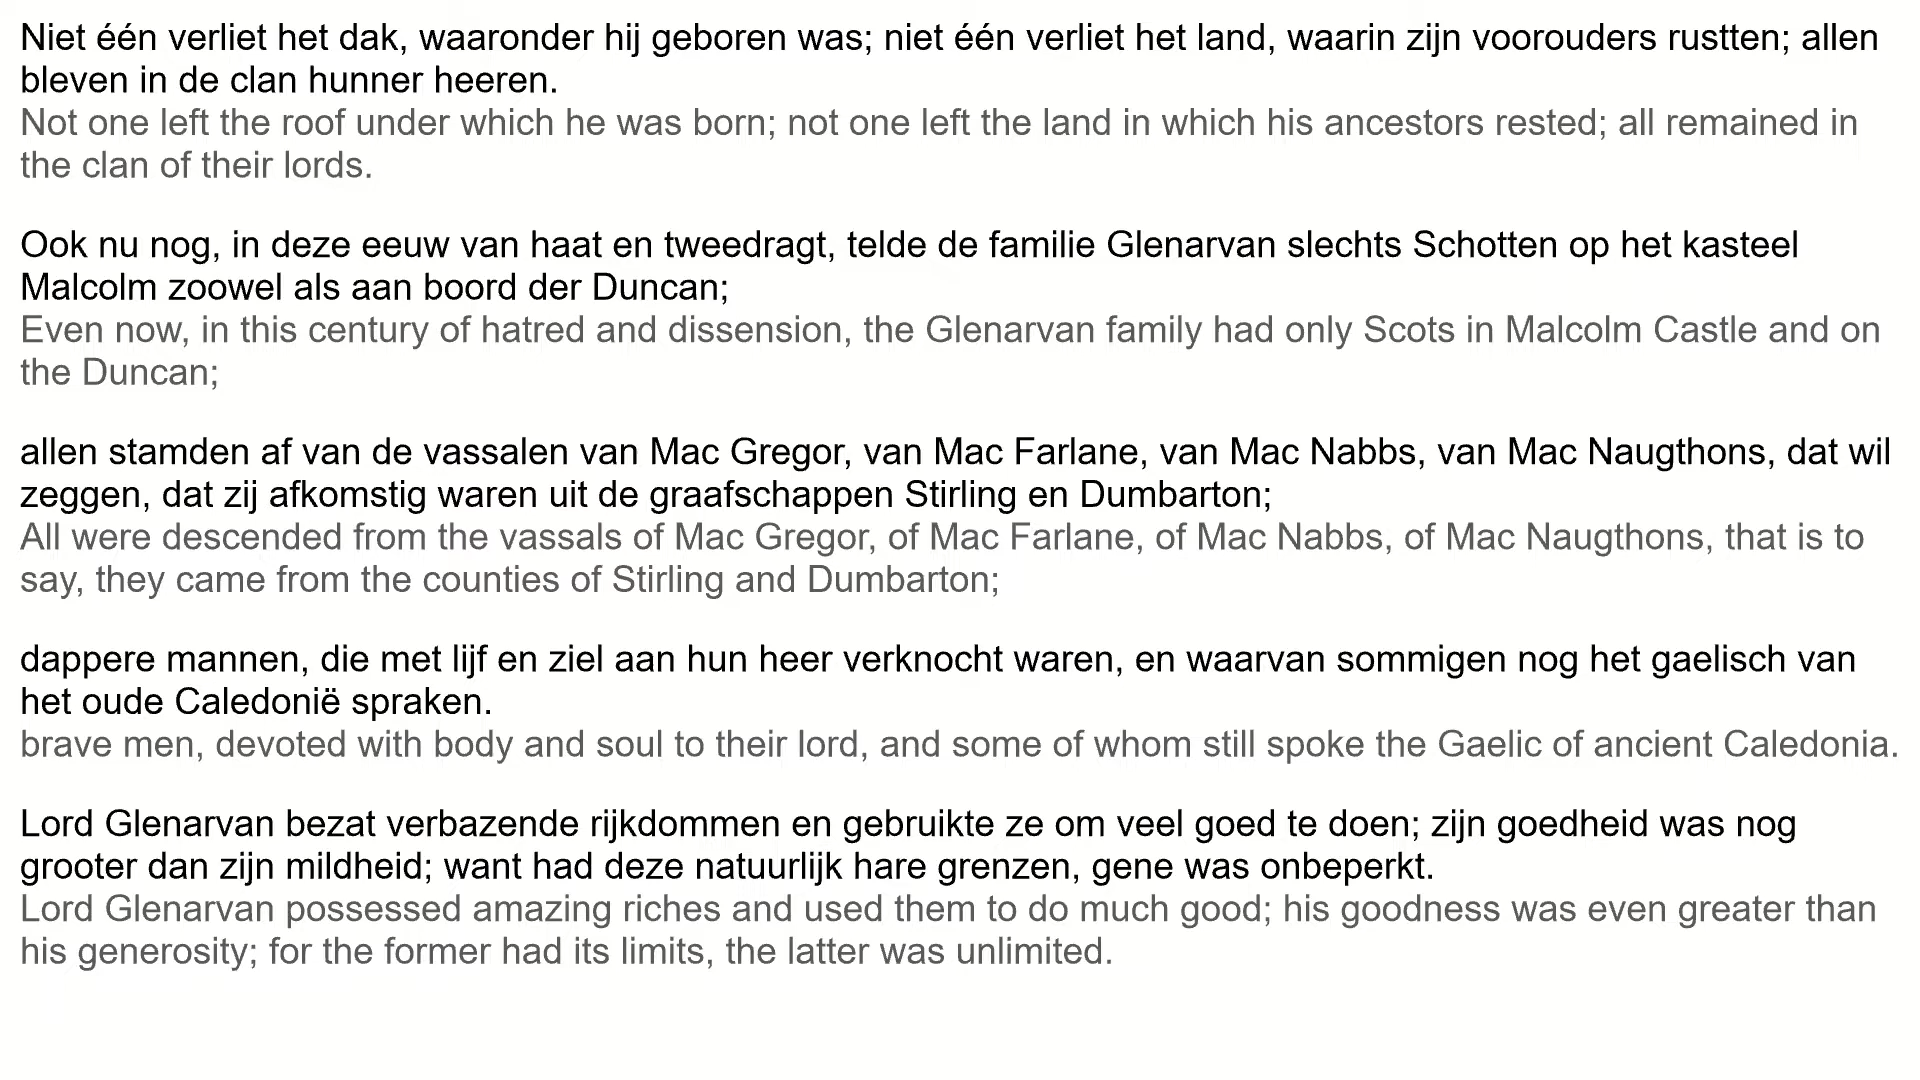 Niet één verliet het dak, waaronder hij geboren was; niet één verliet het land, waarin zijn voorouders rustten; allen
bleven in de clan hunner heeren.
Not one left the roof under which he was born; not one left the land in which his ancestors rested; all remained in
the clan of their lords.
Ook nu nog, in deze eeuw van haat en tweedragt, telde de familie Glenarvan slechts Schotten op het kasteel
Malcolm zoowel als aan boord der Duncan;
Even now, in this century of hatred and dissension, the Glenarvan family had only Scots in Malcolm Castle and on
the Duncan;
allen stamden af van de vassalen van Mac Gregor, van Mac Farlane, van Mac Nabbs, van Mac Naugthons, dat wil
zeggen, dat zij afkomstig waren uit de graafschappen Stirling en Dumbarton;
All were descended from the vassals of Mac Gregor, of Mac Farlane, of Mac Nabbs, of Mac Naugthons, that is to
say, they came from the counties of Stirling and Dumbarton;
dappere mannen, die met lijf en ziel aan hun heer verknocht waren, en waarvan sommigen nog het gaelisch van
het oude Caledonië spraken.
brave men, devoted with body and soul to their lord, and some of whom still spoke the Gaelic of ancient Caledonia.
Lord Glenarvan bezat verbazende rijkdommen en gebruikte ze om veel goed te doen; zijn goedheid was nog
grooter dan zijn mildheid; want had deze natuurlijk hare grenzen, gene was onbeperkt.
Lord Glenarvan possessed amazing riches and used them to do much good; his goodness was even greater than
his generosity; for the former had its limits, the latter was unlimited.